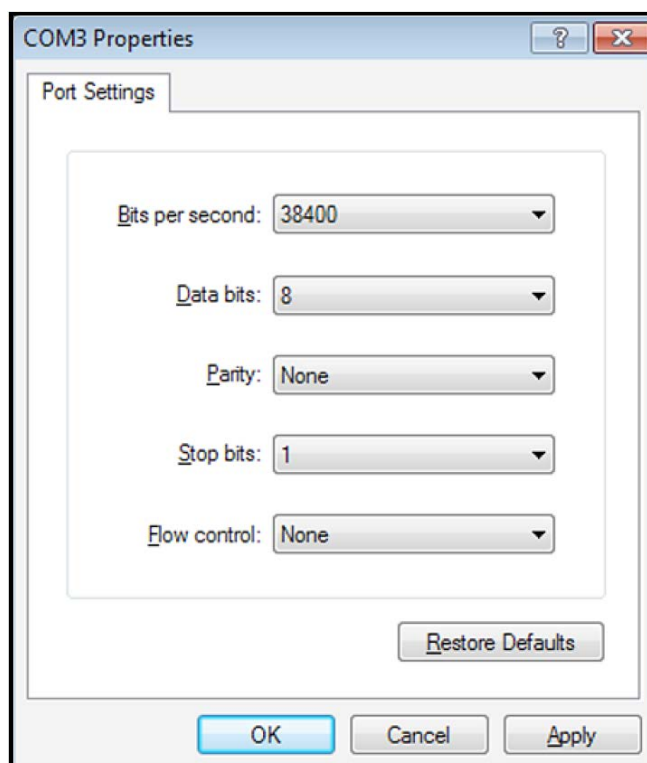 COM3 Properties
Port Settings
Bits per second: 38400
Data bits: 8
Parity: None
Stop bits: 1
Flow control: None
Restore Defaults
OK Cancel Apply